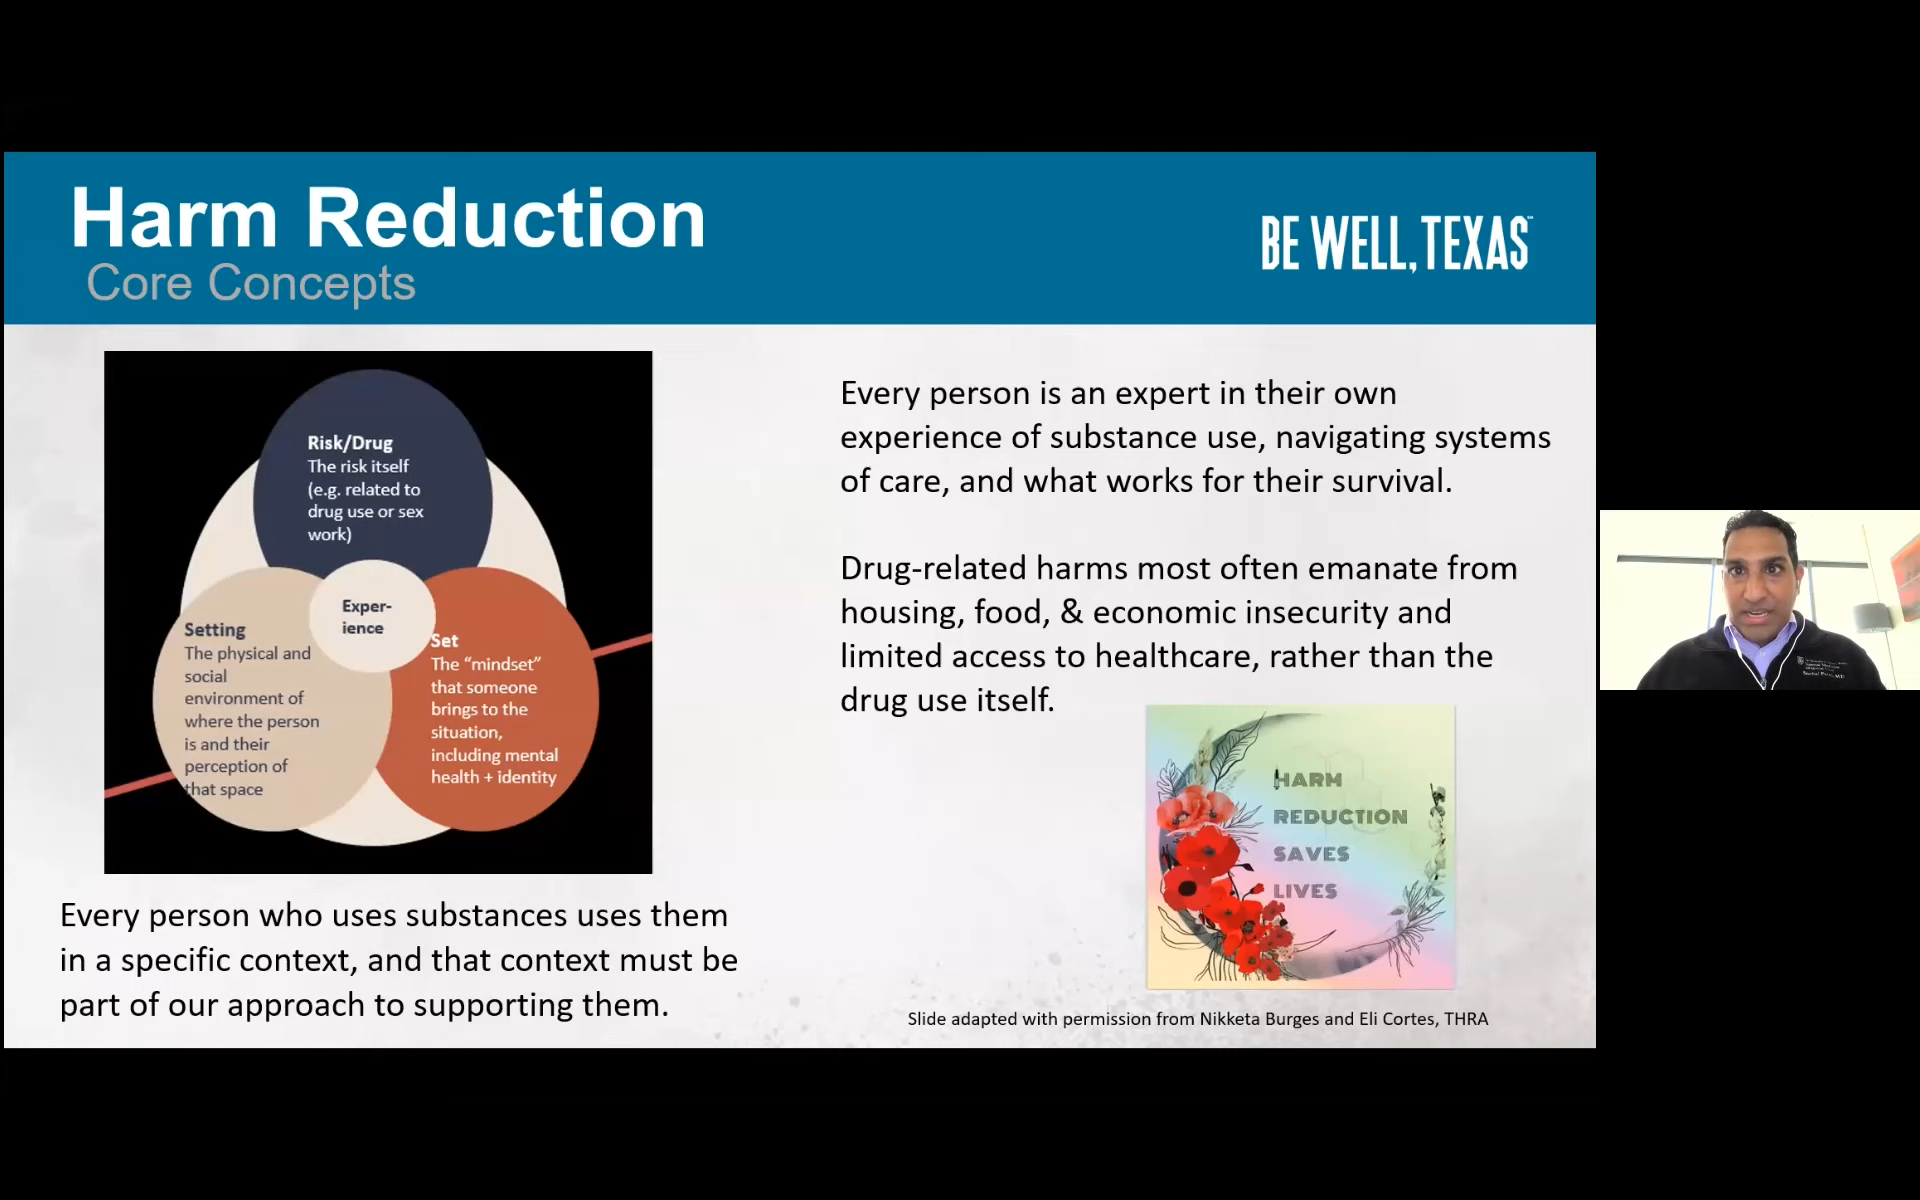 Harm Reduction
Core Concepts
BE WELL, TEXAS™
Risk/Drug
The risk itself
(e.g. related to
drug use or sex
work)
Exper-
ience
Setting
The physical and
social
environment of
where the person
is and their
perception of
that space
Set
The “mindset”
that someone
brings to the
situation,
including mental
health + identity
Every person who uses substances uses them
in a specific context, and that context must be
part of our approach to supporting them.
Every person is an expert in their own
experience of substance use, navigating systems
of care, and what works for their survival.
Drug-related harms most often emanate from
housing, food, & economic insecurity and
limited access to healthcare, rather than the
drug use itself.
HARM
REDUCTION
SAVES
LIVES
Slide adapted with permission from Nikketa Burges and Eli Cortes, THRA